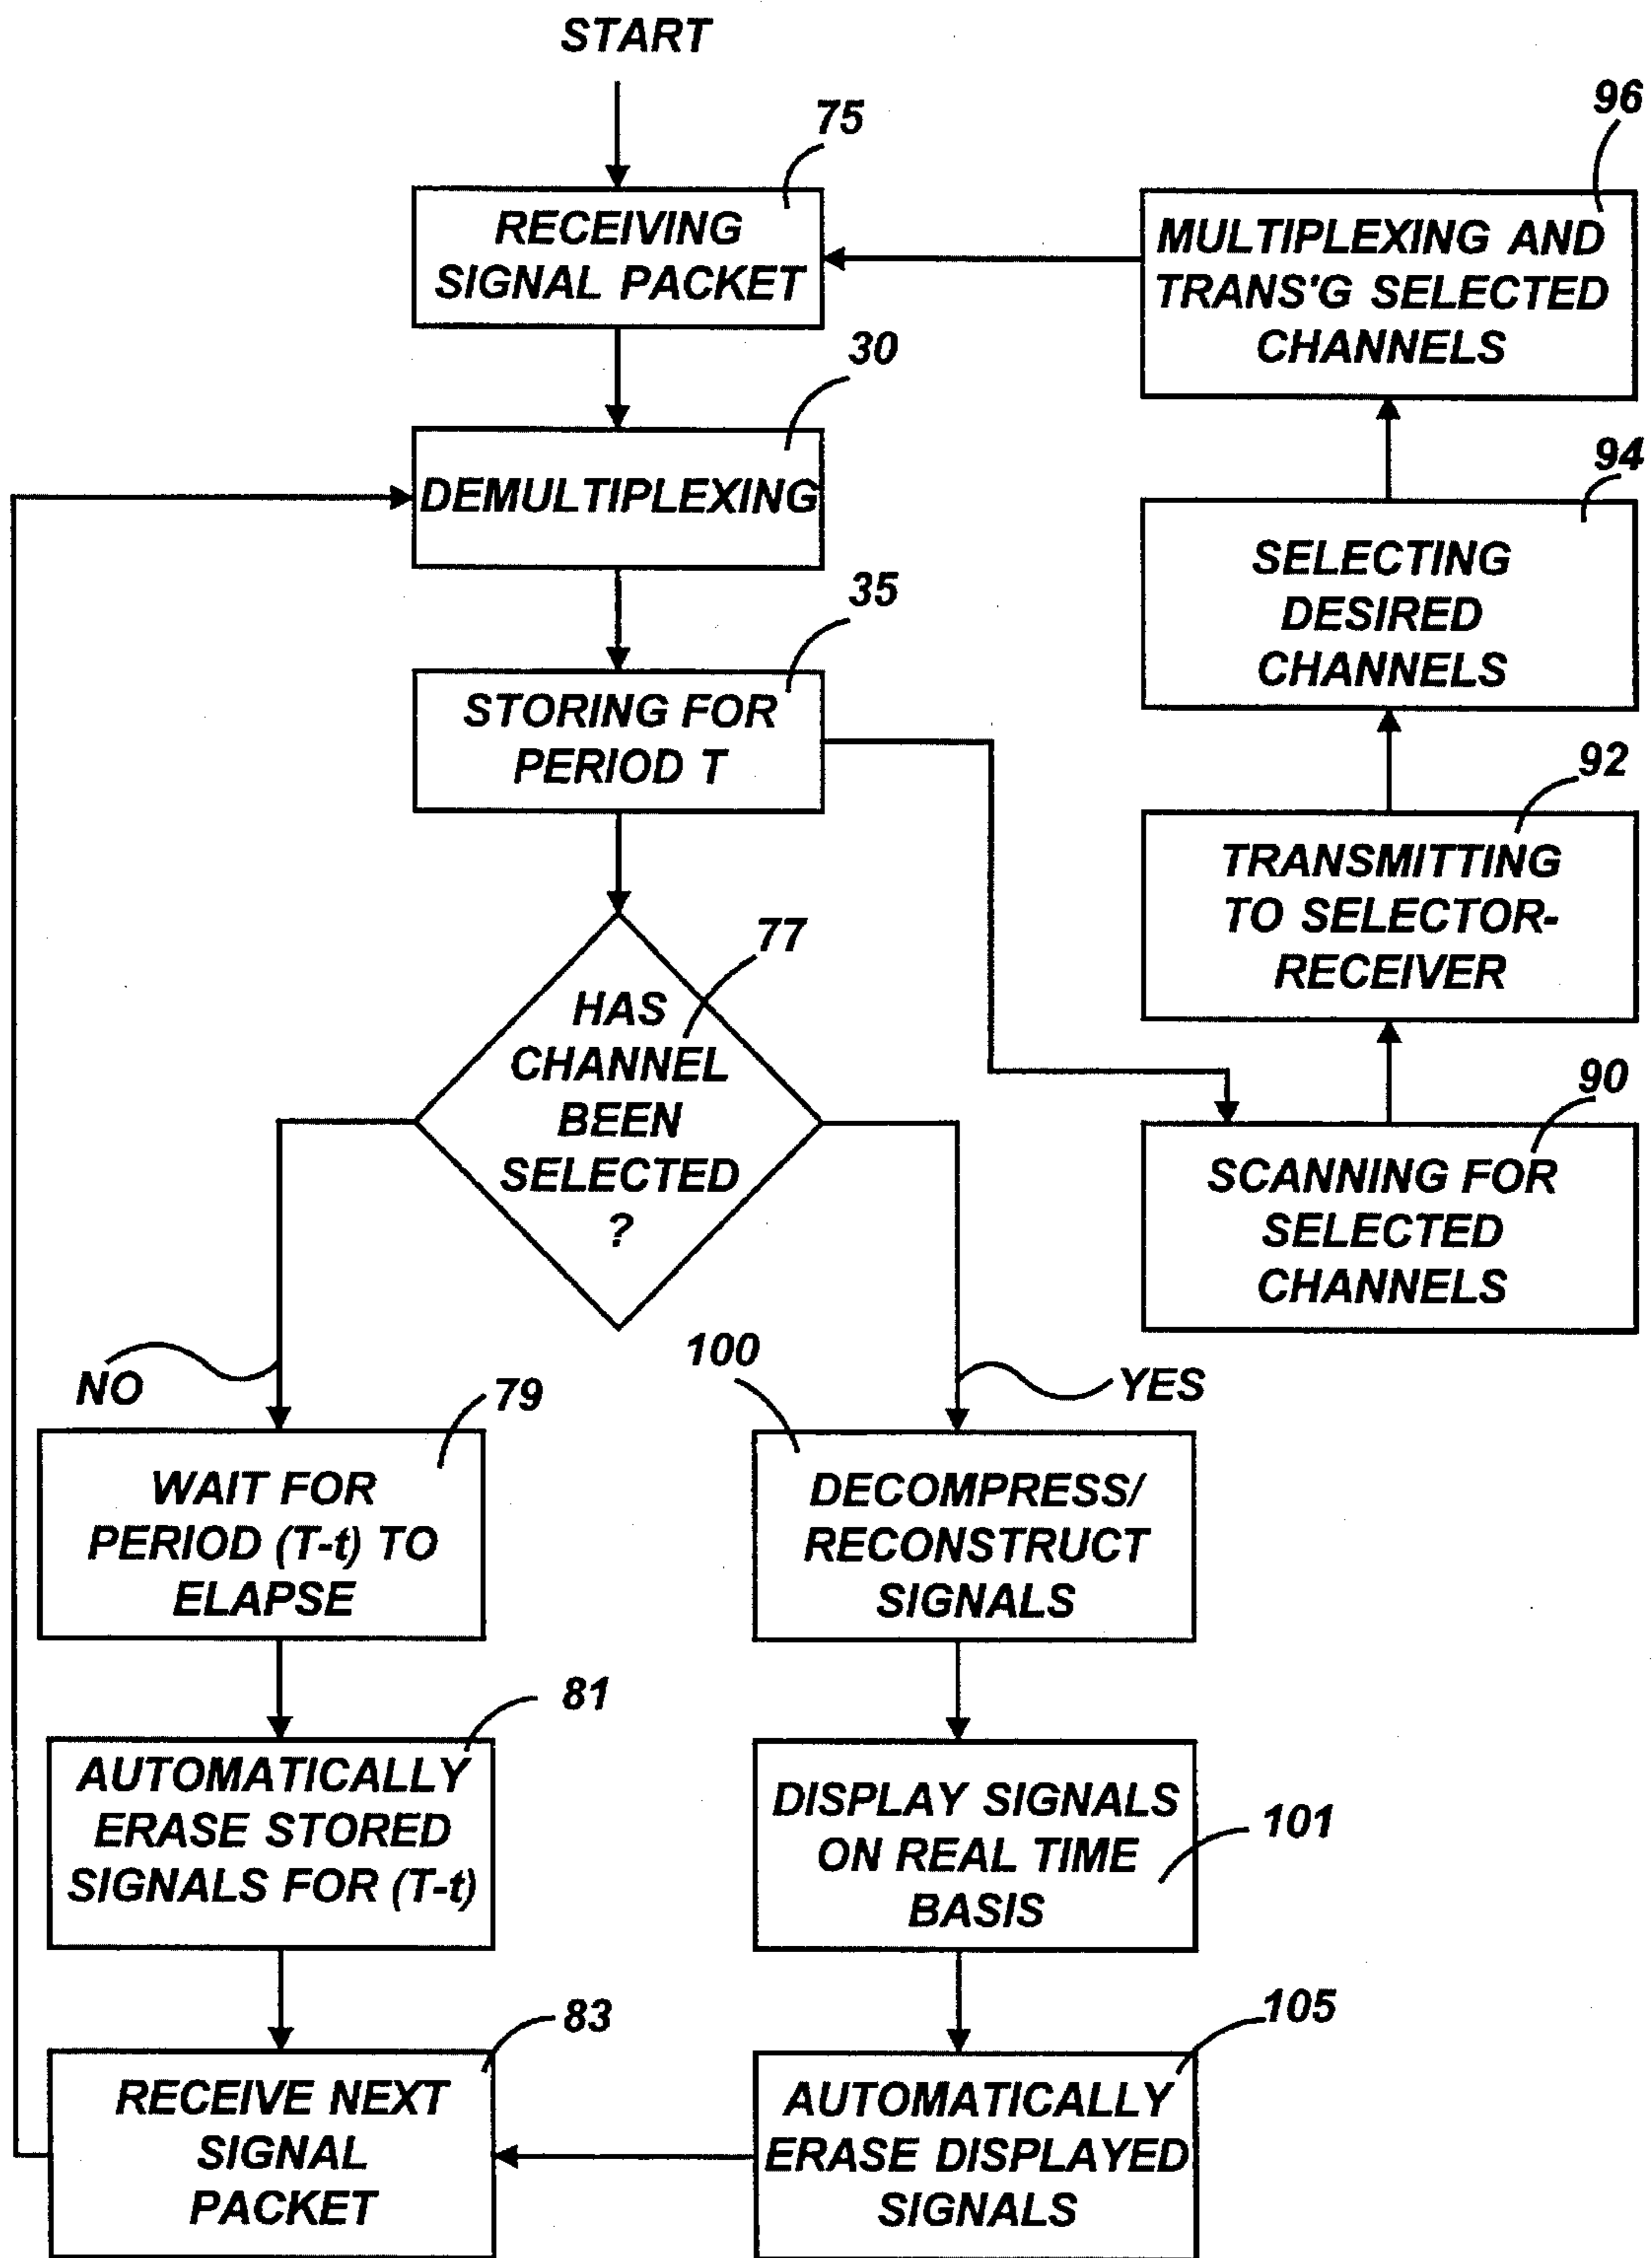 START
75
RECEIVING
SIGNAL PACKET
96
MULTIPLEXING AND
TRANS'G SELECTED
CHANNELS
30
DEMULTIPLEXING
94
SELECTING
DESIRED
CHANNELS
35
STORING FOR
PERIOD T
92
TRANSMITTING
TO SELECTOR-
RECEIVER
77
HAS
CHANNEL
BEEN
SELECTED
?
90
SCANNING FOR
SELECTED
CHANNELS
NO
YES
79
WAIT FOR
PERIOD (T-t) TO
ELAPSE
100
DECOMPRESS/
RECONSTRUCT
SIGNALS
81
AUTOMATICALLY
ERASE STORED
SIGNALS FOR (T-t)
DISPLAY SIGNALS
ON REAL TIME
BASIS
101
83
RECEIVE NEXT
SIGNAL
PACKET
105
AUTOMATICALLY
ERASE DISPLAYED
SIGNALS